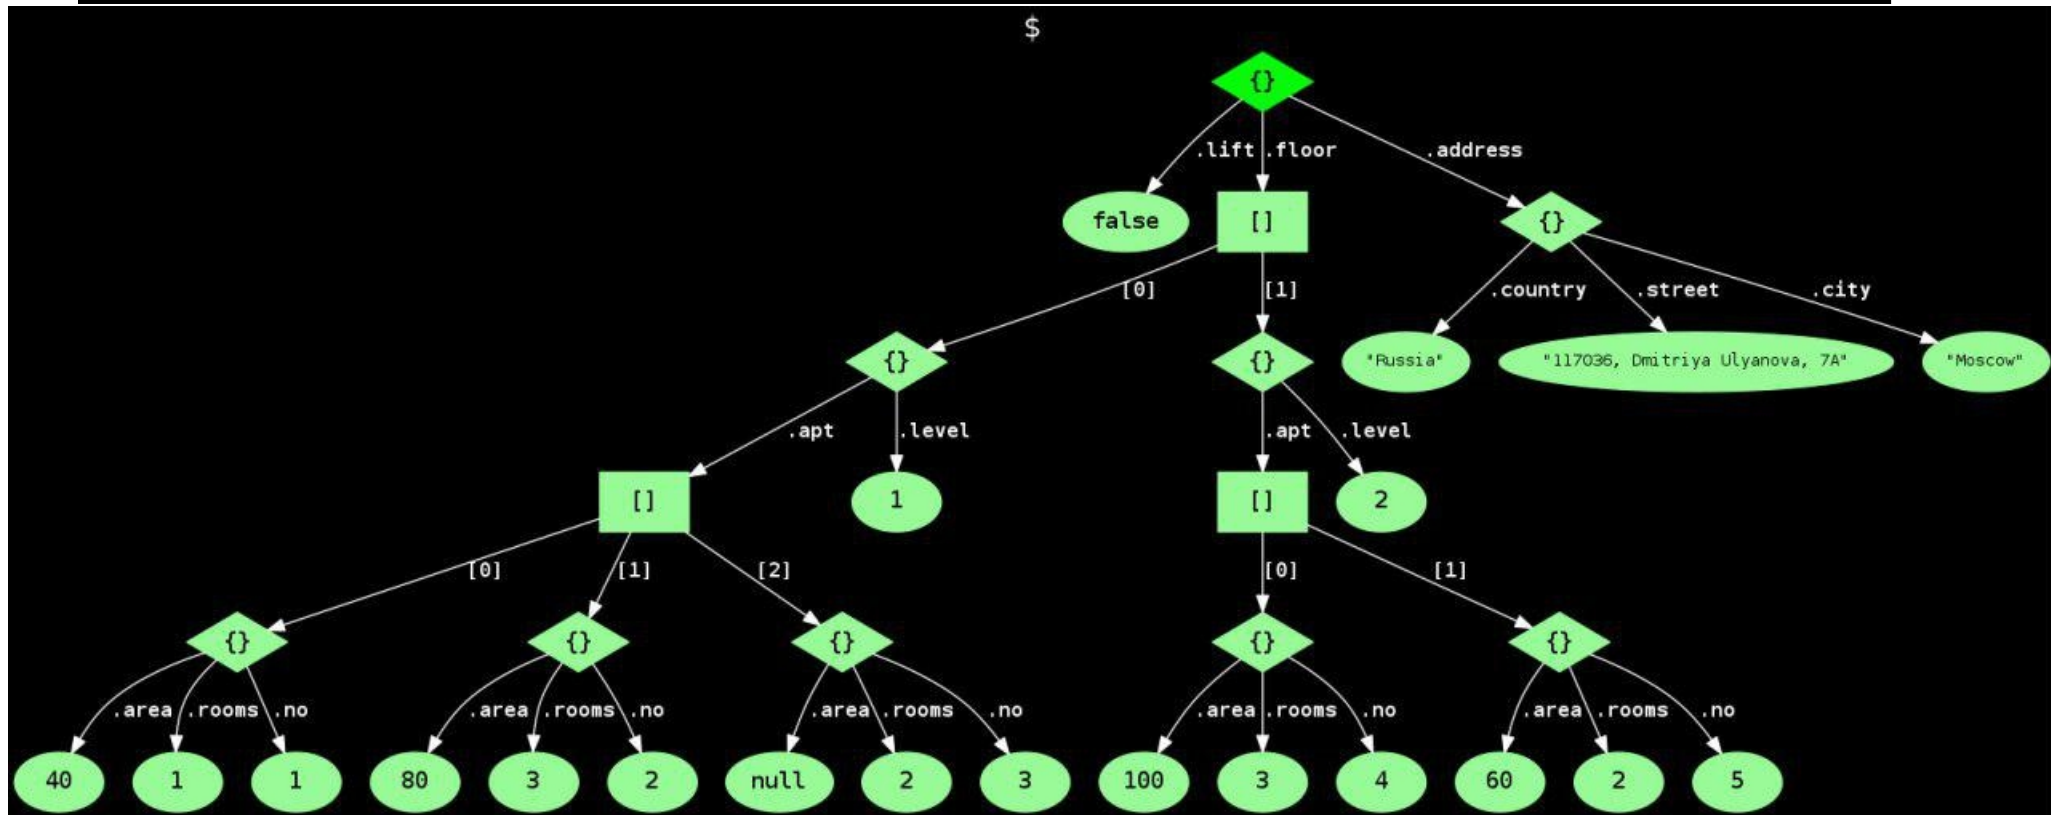 $
{}
.lift .floor .address
false [] {}
[0] [1] .country .street .city
{} {} "Russia" "117036, Dmitriya Ulyanova, 7A" "Moscow"
.apt .level .apt .level
[] 1 [] 2
[0] [1] [2] [0] [1]
{} {} {} {} {}
.area .rooms .no .area .rooms .no .area .rooms .no .area .rooms .no .area .rooms .no
40 1 1 80 3 2 null 2 3 100 3 4 60 2 5